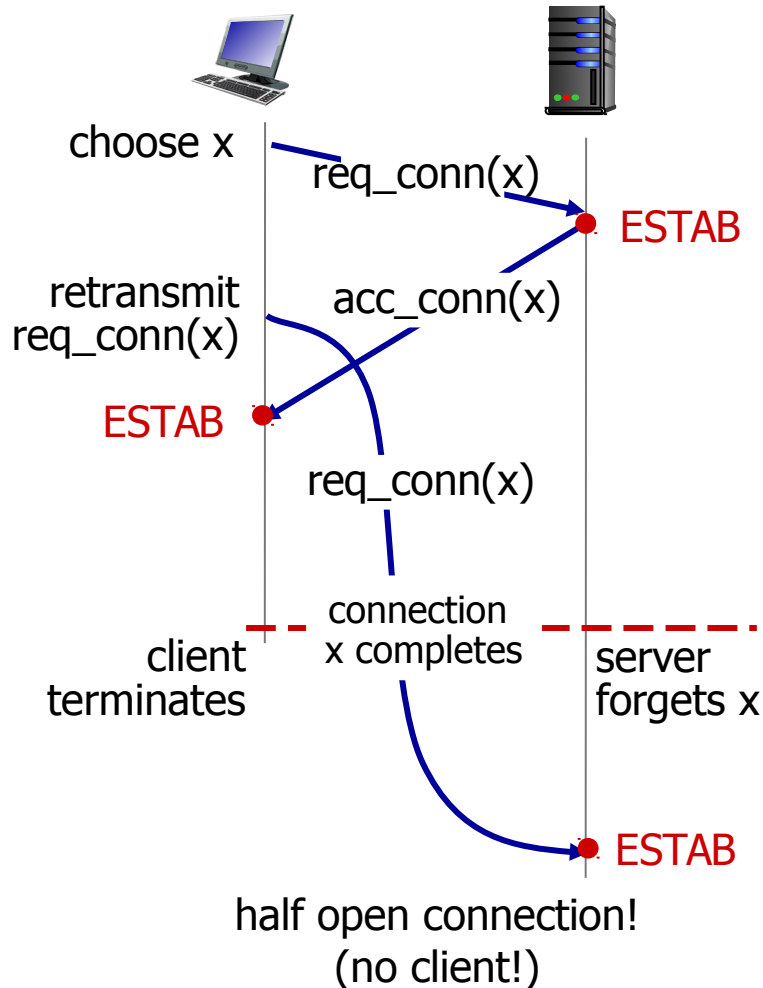 choose x
req_conn(x)
ESTAB
retransmit
req_conn(x)
acc_conn(x)
ESTAB
req_conn(x)
connection
x completes
client
terminates
server
forgets x
ESTAB
half open connection!
(no client!)